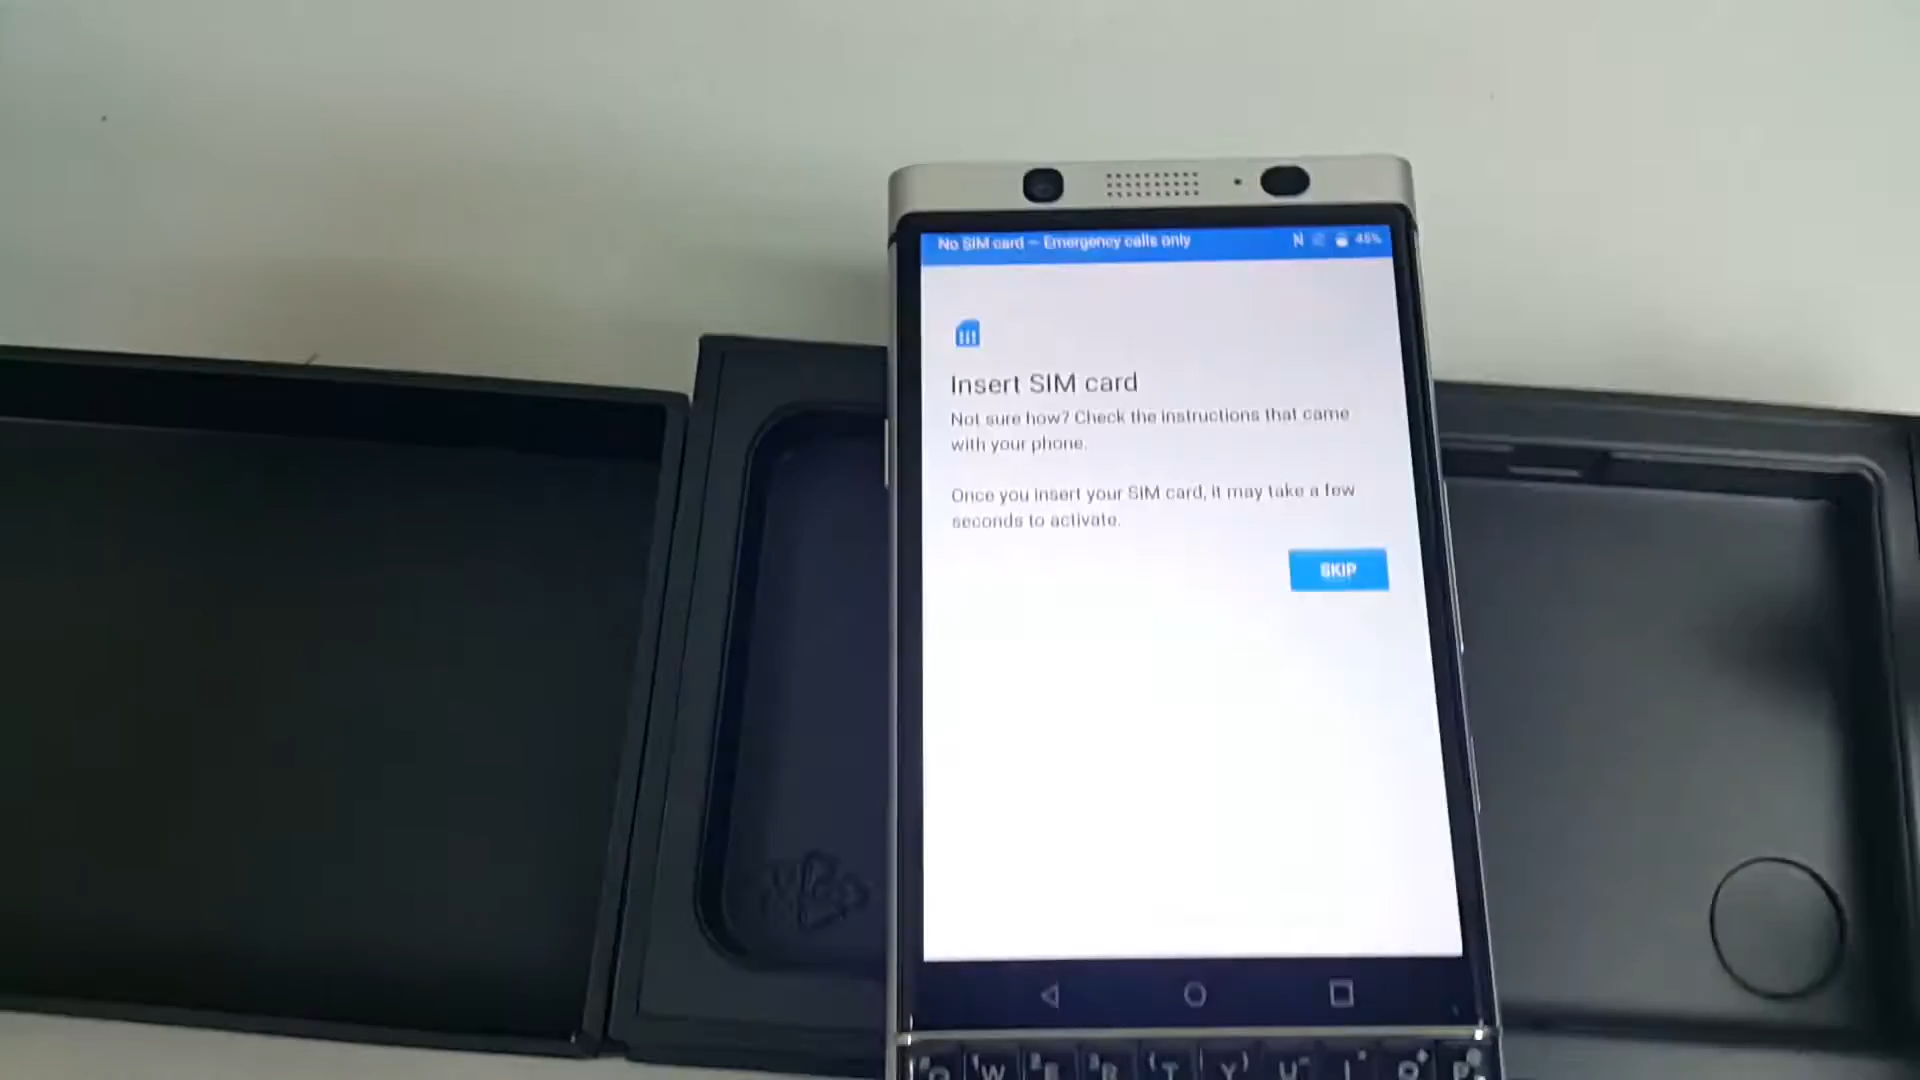 No SIM card – Emergency calls only
N 45%
Insert SIM card
Not sure how? Check the instructions that came
with your phone.
Once you insert your SIM card, it may take a few
seconds to activate.
SKIP
Q W E R T Y U I O P